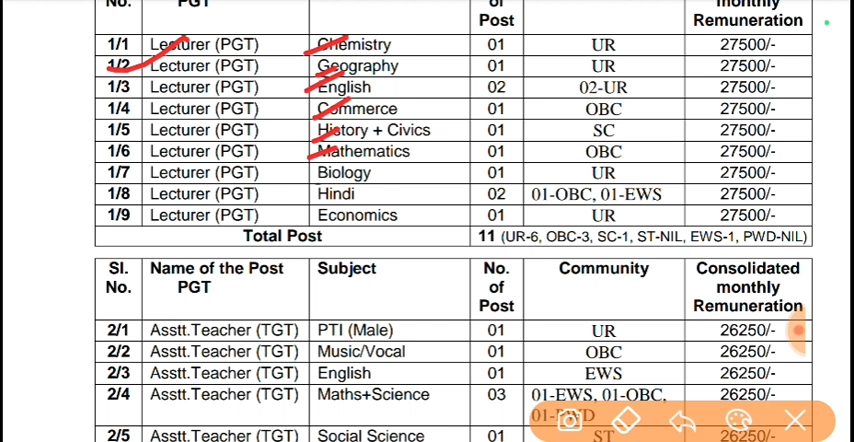 No. PGT of monthly
Post Remuneration
1/1 Lecturer (PGT) Chemistry 01 UR 27500/-
1/2 Lecturer (PGT) Geography 01 UR 27500/-
1/3 Lecturer (PGT) English 02 02-UR 27500/-
1/4 Lecturer (PGT) Commerce 01 OBC 27500/-
1/5 Lecturer (PGT) History + Civics 01 SC 27500/-
1/6 Lecturer (PGT) Mathematics 01 OBC 27500/-
1/7 Lecturer (PGT) Biology 01 UR 27500/-
1/8 Lecturer (PGT) Hindi 02 01-OBC, 01-EWS 27500/-
1/9 Lecturer (PGT) Economics 01 UR 27500/-
Total Post 11 (UR-6, OBC-3, SC-1, ST-NIL, EWS-1, PWD-NIL)
Sl. Name of the Post Subject No. Community Consolidated
No. PGT of monthly
Post Remuneration
2/1 Asstt.Teacher (TGT) PTI (Male) 01 UR 26250/-
2/2 Asstt.Teacher (TGT) Music/Vocal 01 OBC 26250/-
2/3 Asstt.Teacher (TGT) English 01 EWS 26250/-
2/4 Asstt.Teacher (TGT) Maths+Science 03 01-EWS, 01-OBC, 26250/-
01-PWD
2/5 Asstt.Teacher (TGT) Social Science 01 ST 26250/-